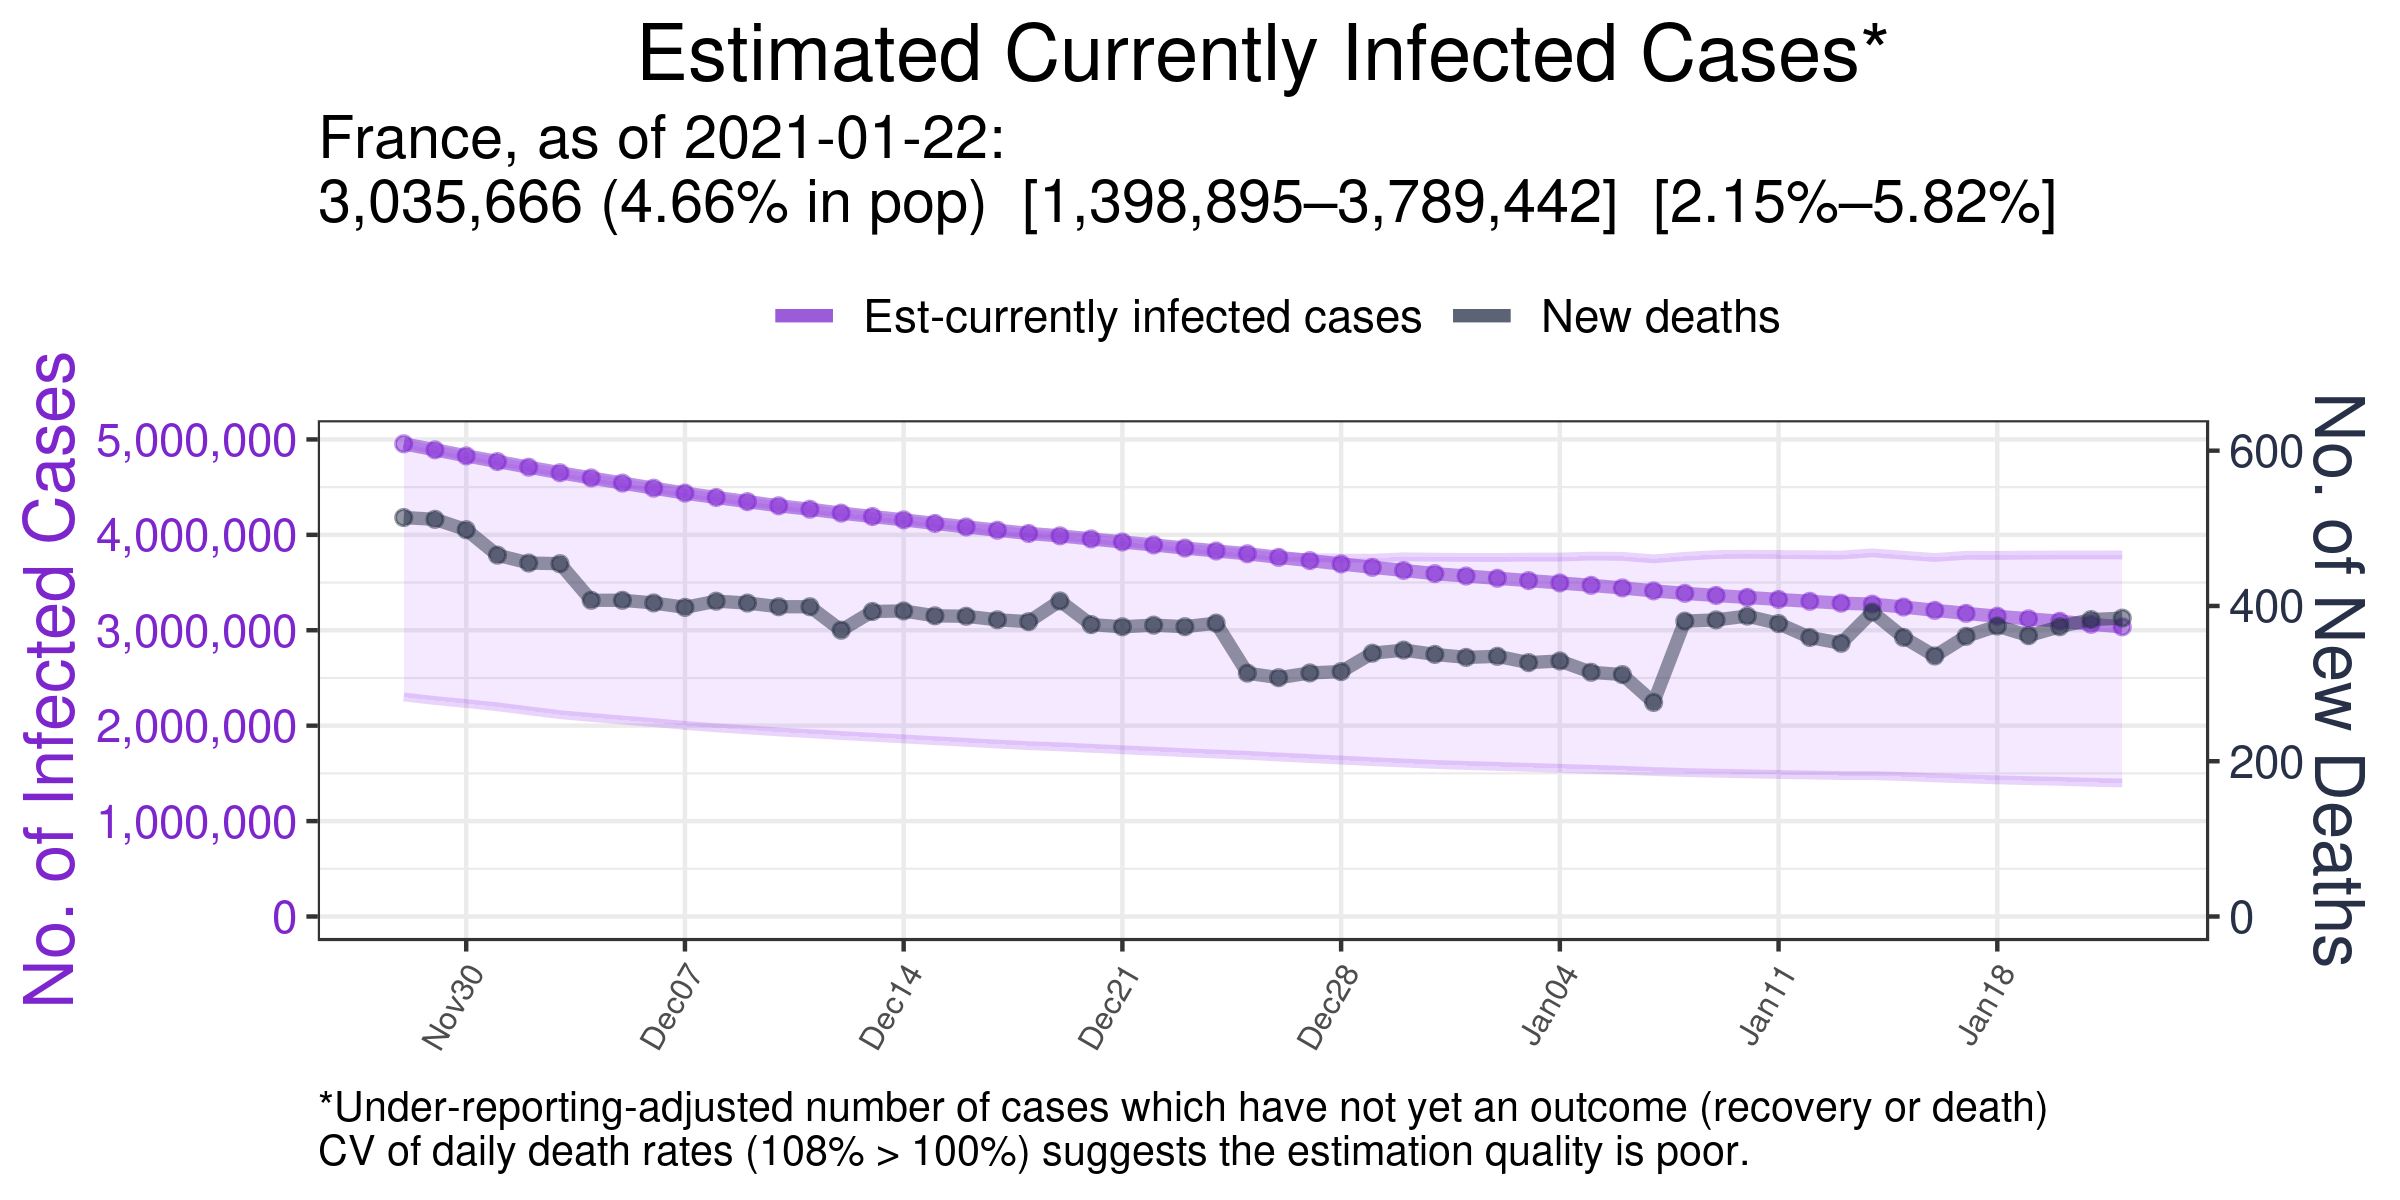 Estimated Currently Infected Cases*
France, as of 2021-01-22:
3,035,666 (4.66% in pop) [1,398,895–3,789,442] [2.15%–5.82%]
Est-currently infected cases
New deaths
No. of Infected Cases
5,000,000
4,000,000
3,000,000
2,000,000
1,000,000
0
600
400
200
0
No. of New Deaths
Nov30
Dec07
Dec14
Dec21
Dec28
Jan04
Jan11
Jan18
*Under-reporting-adjusted number of cases which have not yet an outcome (recovery or death)
CV of daily death rates (108% > 100%) suggests the estimation quality is poor.